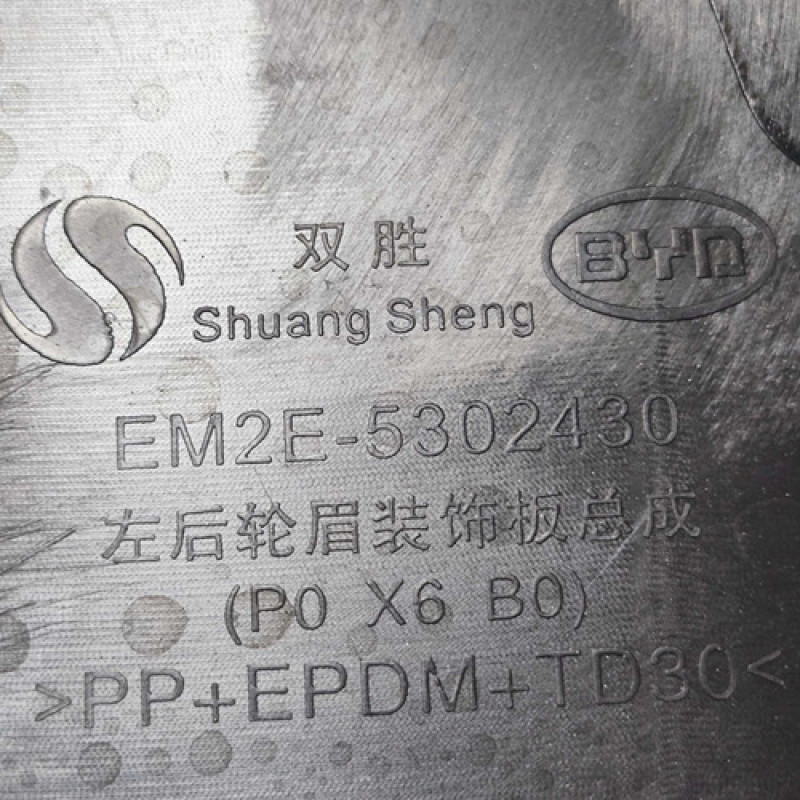 双胜
Shuang Sheng
BYD
EM2E-5302430
左后轮眉装饰板总成
(P0 X6 B0)
>PP+EPDM+TD30<